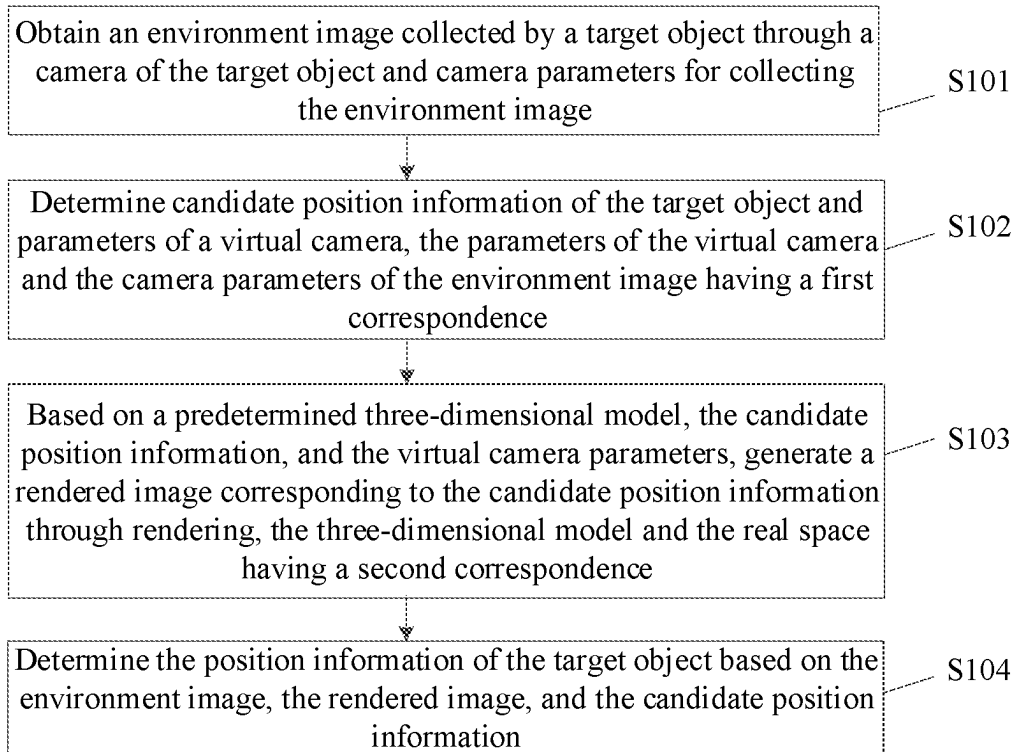 Obtain an environment image collected by a target object through a
camera of the target object and camera parameters for collecting
the environment image
S101
Determine candidate position information of the target object and
parameters of a virtual camera, the parameters of the virtual camera
and the camera parameters of the environment image having a first
correspondence
S102
Based on a predetermined three-dimensional model, the candidate
position information, and the virtual camera parameters, generate a
rendered image corresponding to the candidate position information
through rendering, the three-dimensional model and the real space
having a second correspondence
S103
Determine the position information of the target object based on the
environment image, the rendered image, and the candidate position
information
S104